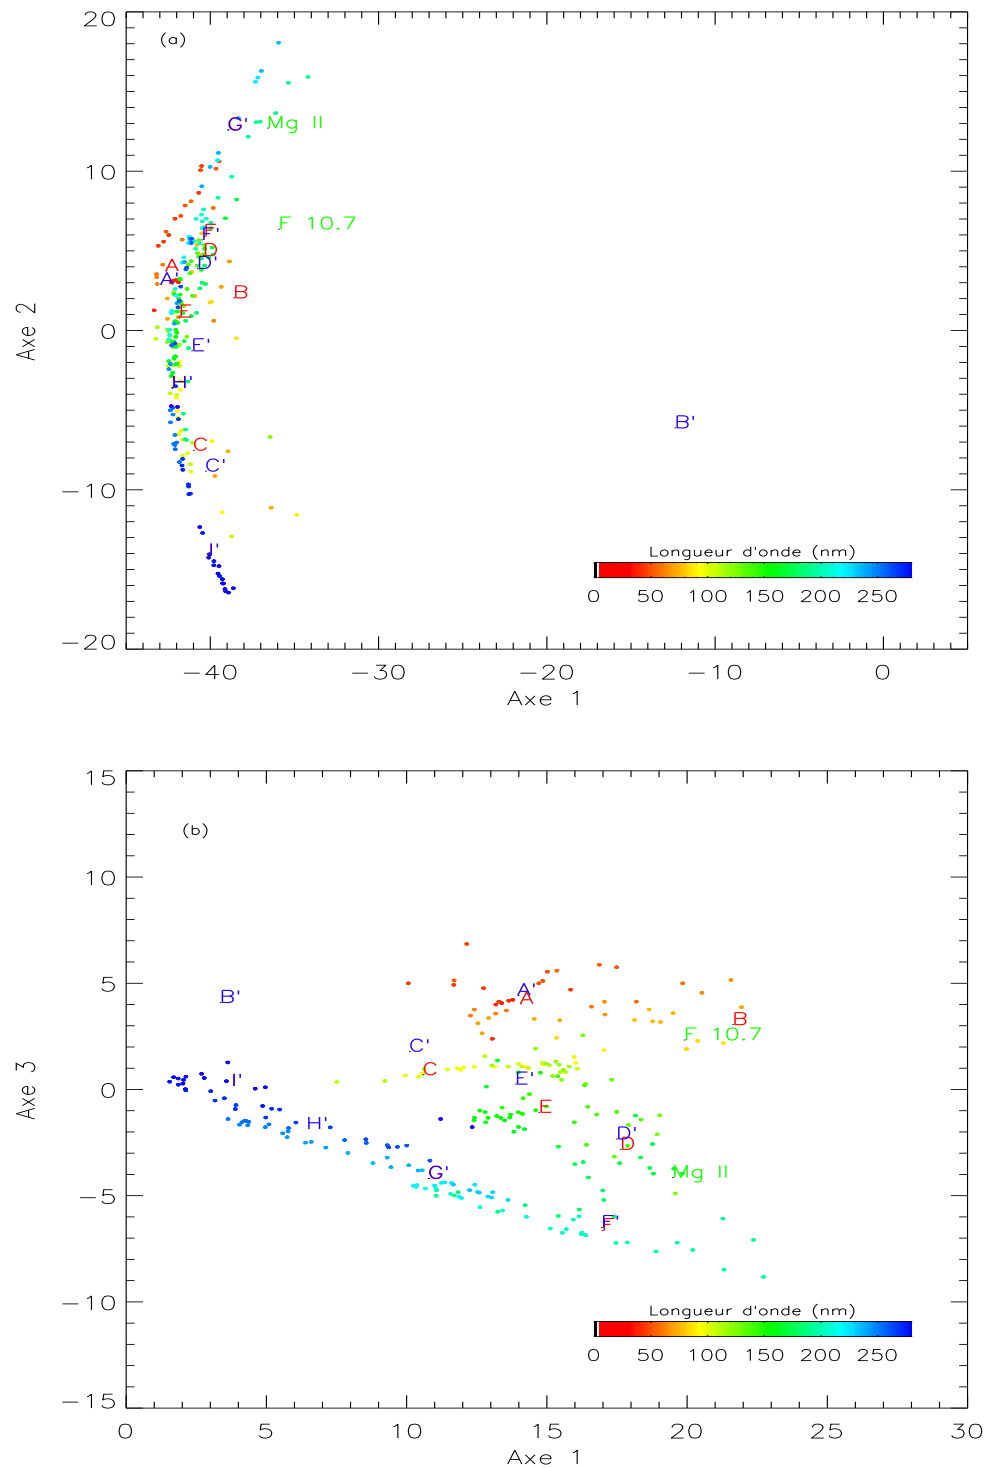 20
(a)
G'
Mg II
10
F
F'
F 10.7
D
D'
A
A'
B
E
0
E'
H'
B'
C
C'
−10
I'
Longueur d'onde (nm)
0 50 100 150 200 250
−20
−40 −30 −20 −10 0
Axe 1
Axe 2
15
(b)
10
5
A'
A
B'
B
F 10.7
C'
C
I'
E'
0
E
H'
D'
D
G'
Mg II
−5
F'
F
−10
Longueur d'onde (nm)
0 50 100 150 200 250
−15
0 5 10 15 20 25 30
Axe 1
Axe 3